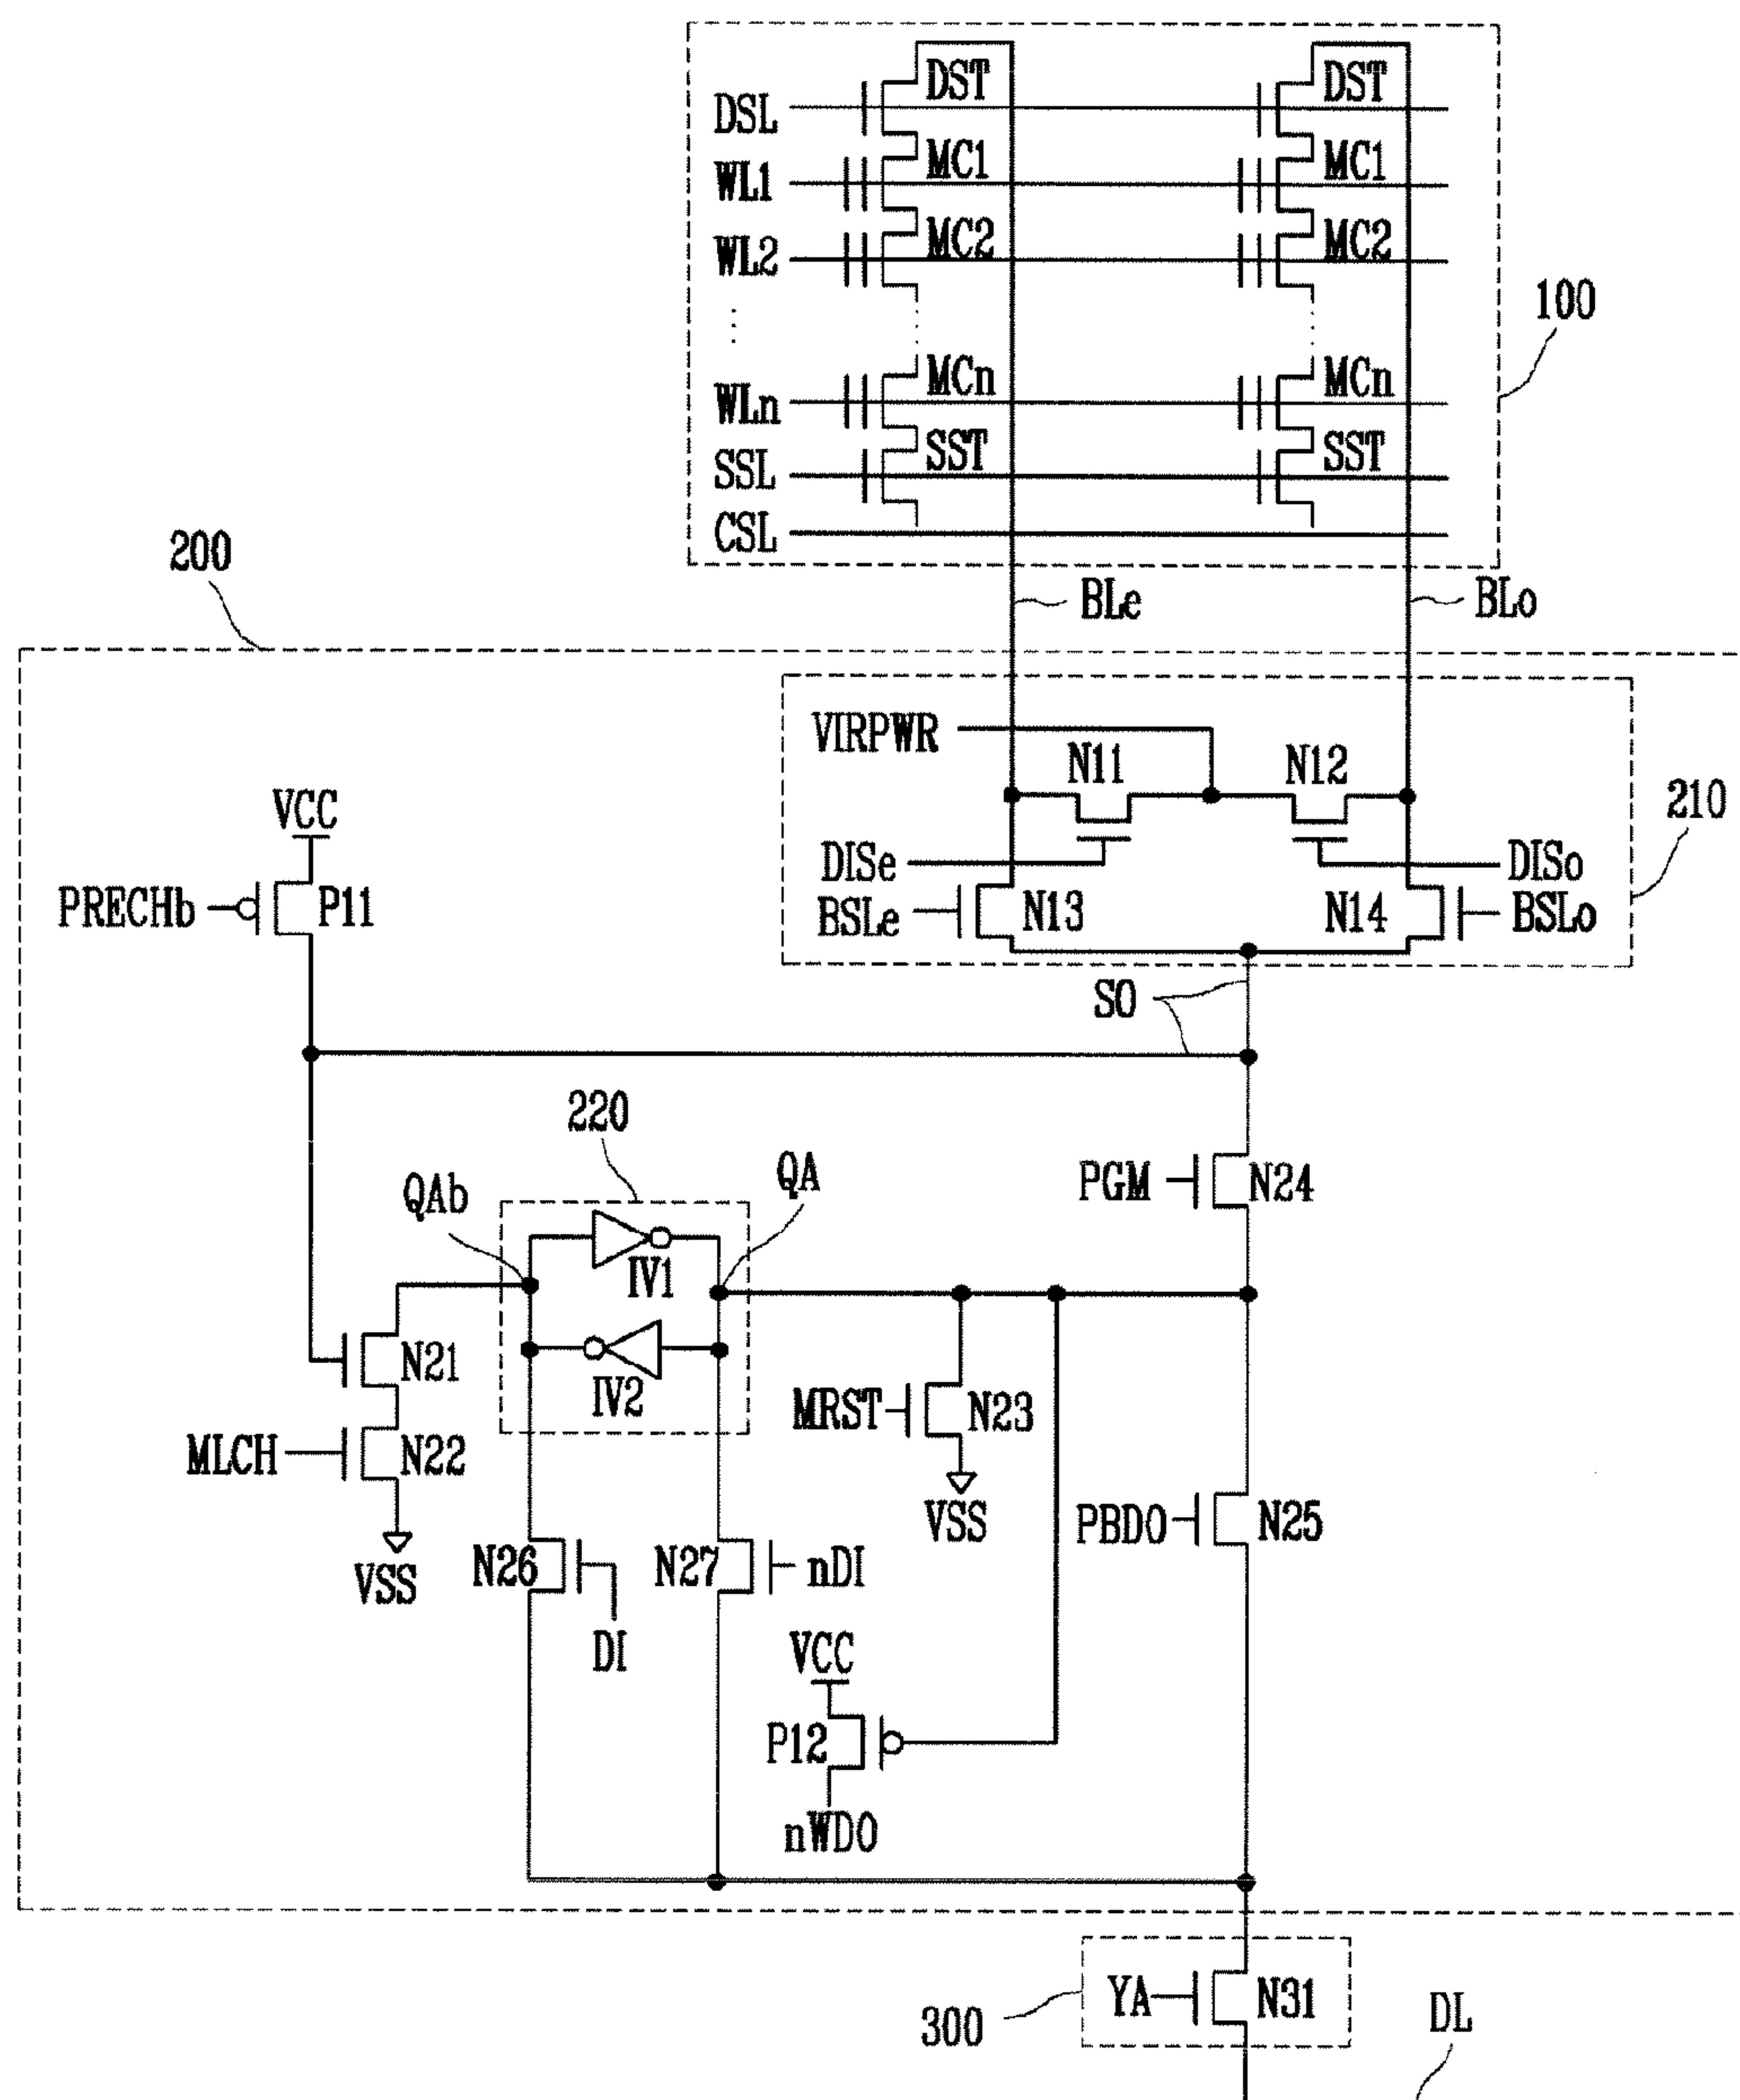 DSL DST DST
WL1 MC1 MC1
WL2 MC2 MC2
100
WLn MCn MCn
SSL SST SST
CSL
200
BLe BLo
VIRPWR
N11 N12
210
VCC
DISe DISo
PRECHb P11
BSLe N13 N14 BSLo
SO
220
QAb QA
PGM N24
IV1
N21
IV2
MRST N23
MLCH N22
VSS
PBDO N25
VSS
N26 N27 nDI
DI
VCC
P12
nWDO
YA N31
300
DL